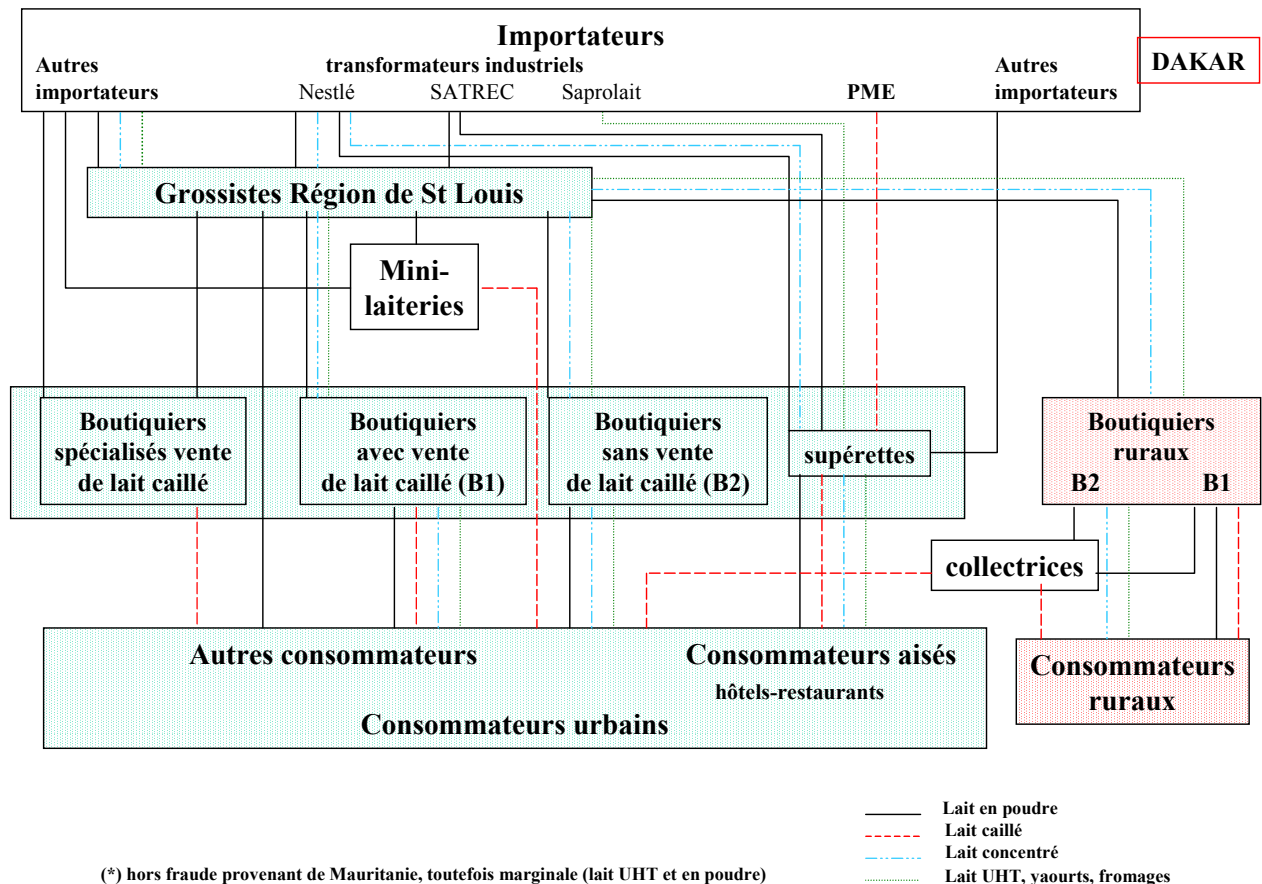 Importateurs
DAKAR
Autres
importateurs
transformateurs industriels
Nestlé SATREC Saprolait
PME
Autres
importateurs
Grossistes Région de St Louis
Mini-
laiteries
Boutiquiers
spécialisés vente
de lait caillé
Boutiquiers
avec vente
de lait caillé (B1)
Boutiquiers
sans vente
de lait caillé (B2)
supérettes
Boutiquiers
ruraux
B2 B1
collectrices
Autres consommateurs
Consommateurs aisés
hôtels-restaurants
Consommateurs urbains
Consommateurs
ruraux
Lait en poudre
Lait caillé
Lait concentré
Lait UHT, yaourts, fromages
(*) hors fraude provenant de Mauritanie, toutefois marginale (lait UHT et en poudre)